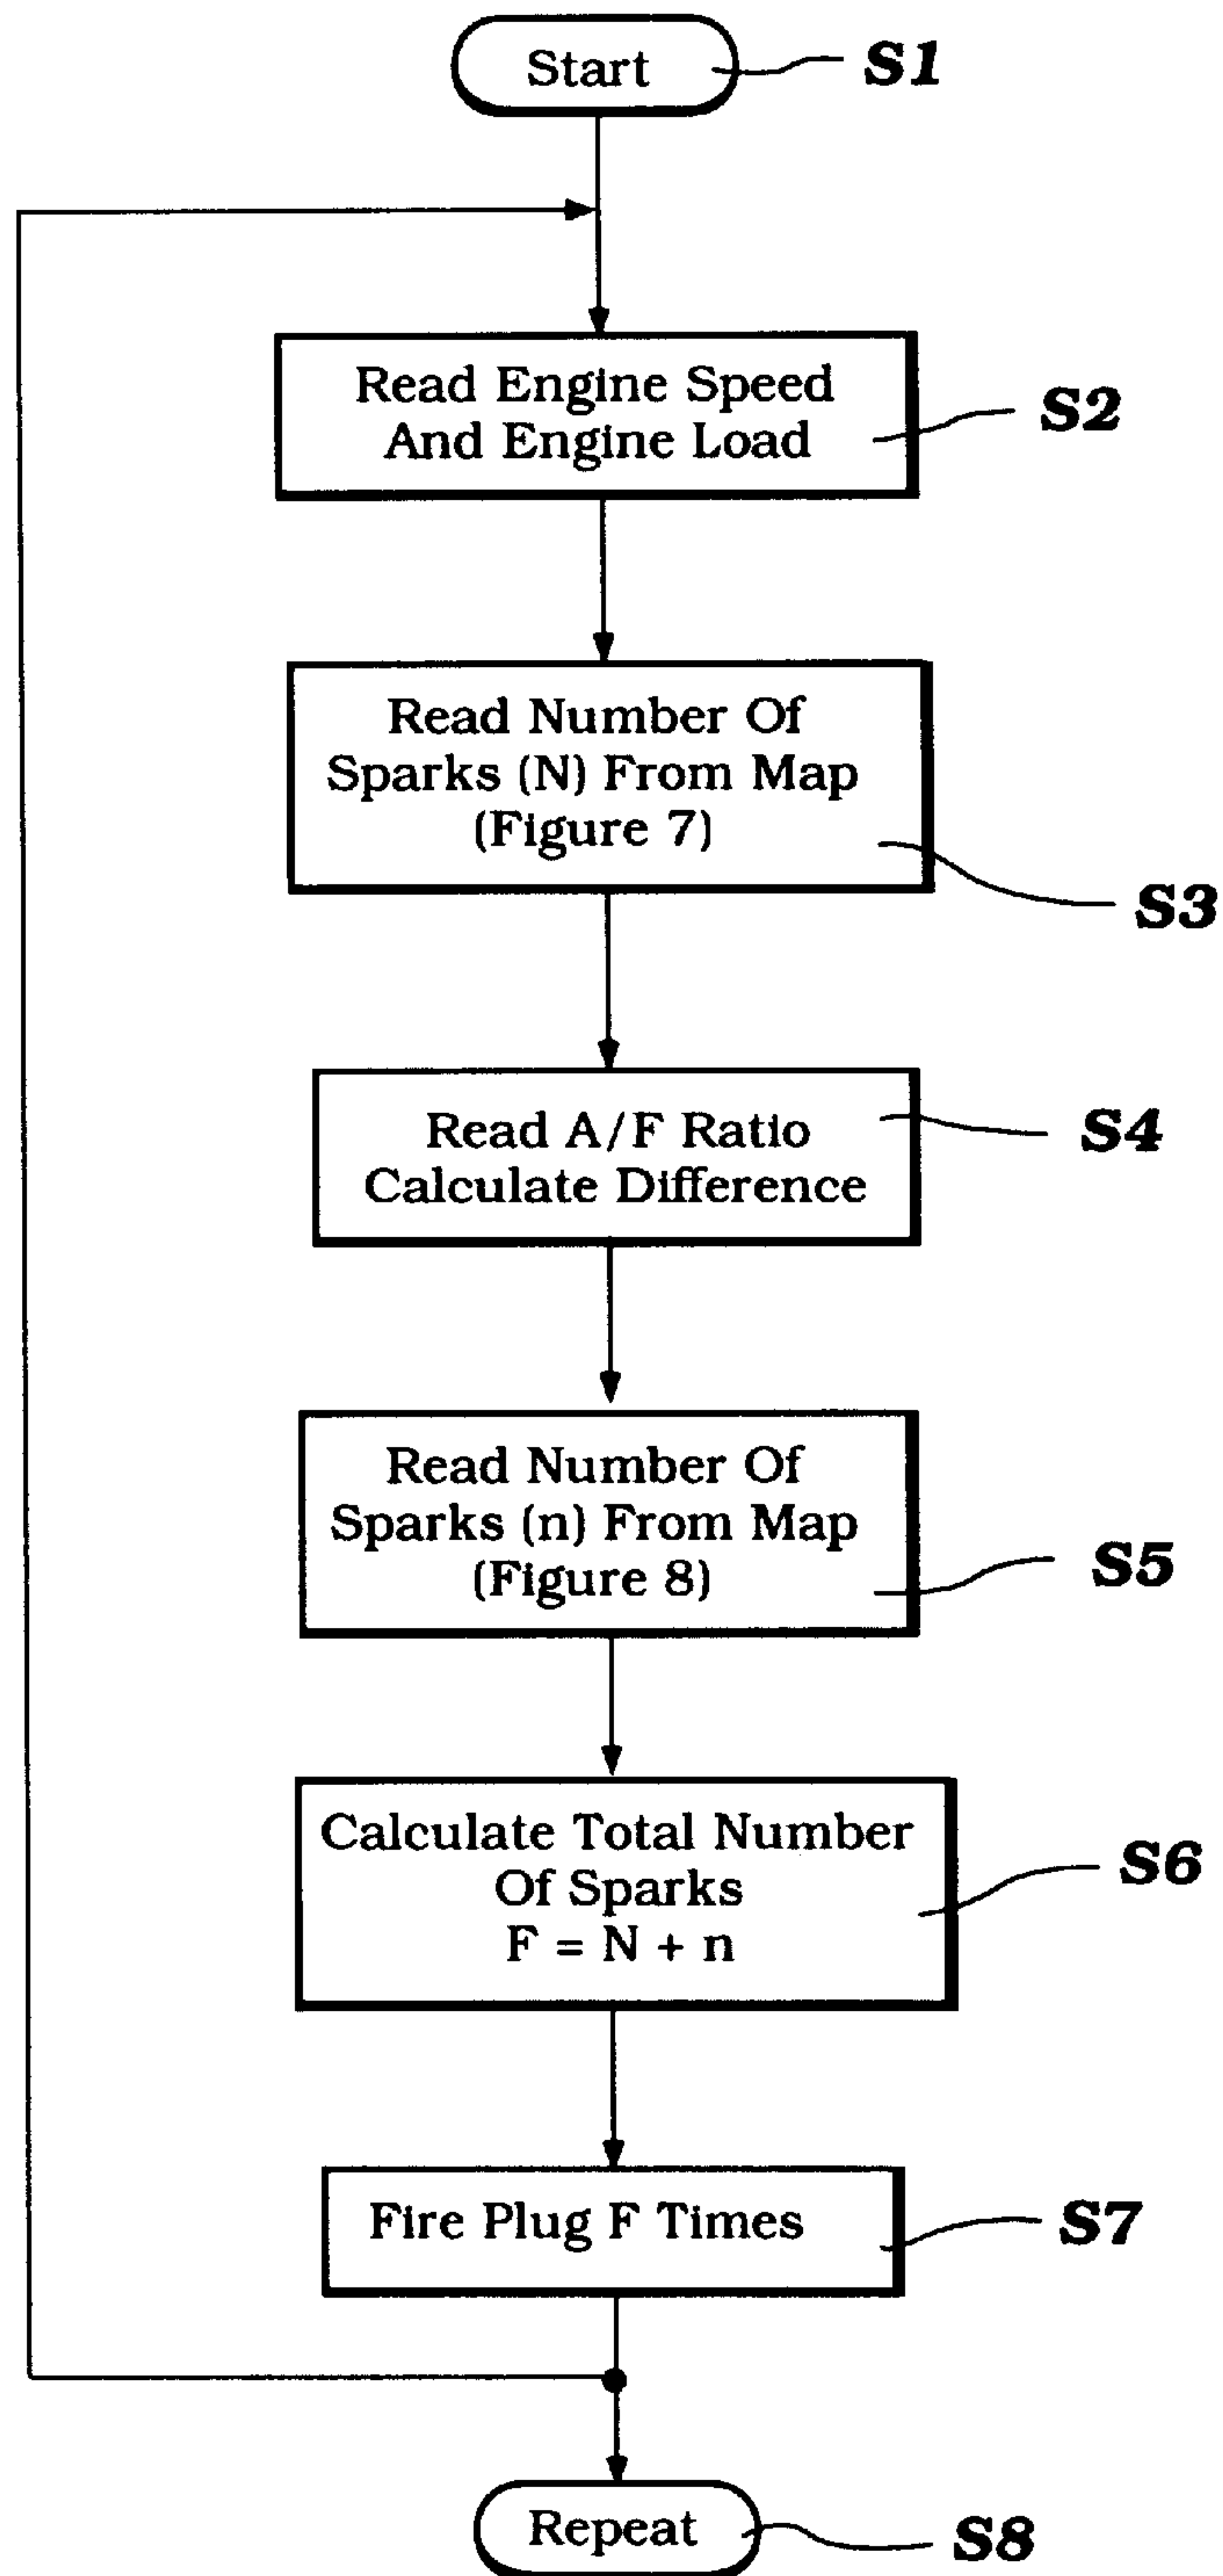 Start
S1
Read Engine Speed
And Engine Load
S2
Read Number Of
Sparks (N) From Map
(Figure 7)
S3
Read A/F Ratio
Calculate Difference
S4
Read Number Of
Sparks (n) From Map
(Figure 8)
S5
Calculate Total Number
Of Sparks
F = N + n
S6
Fire Plug F Times
S7
Repeat
S8